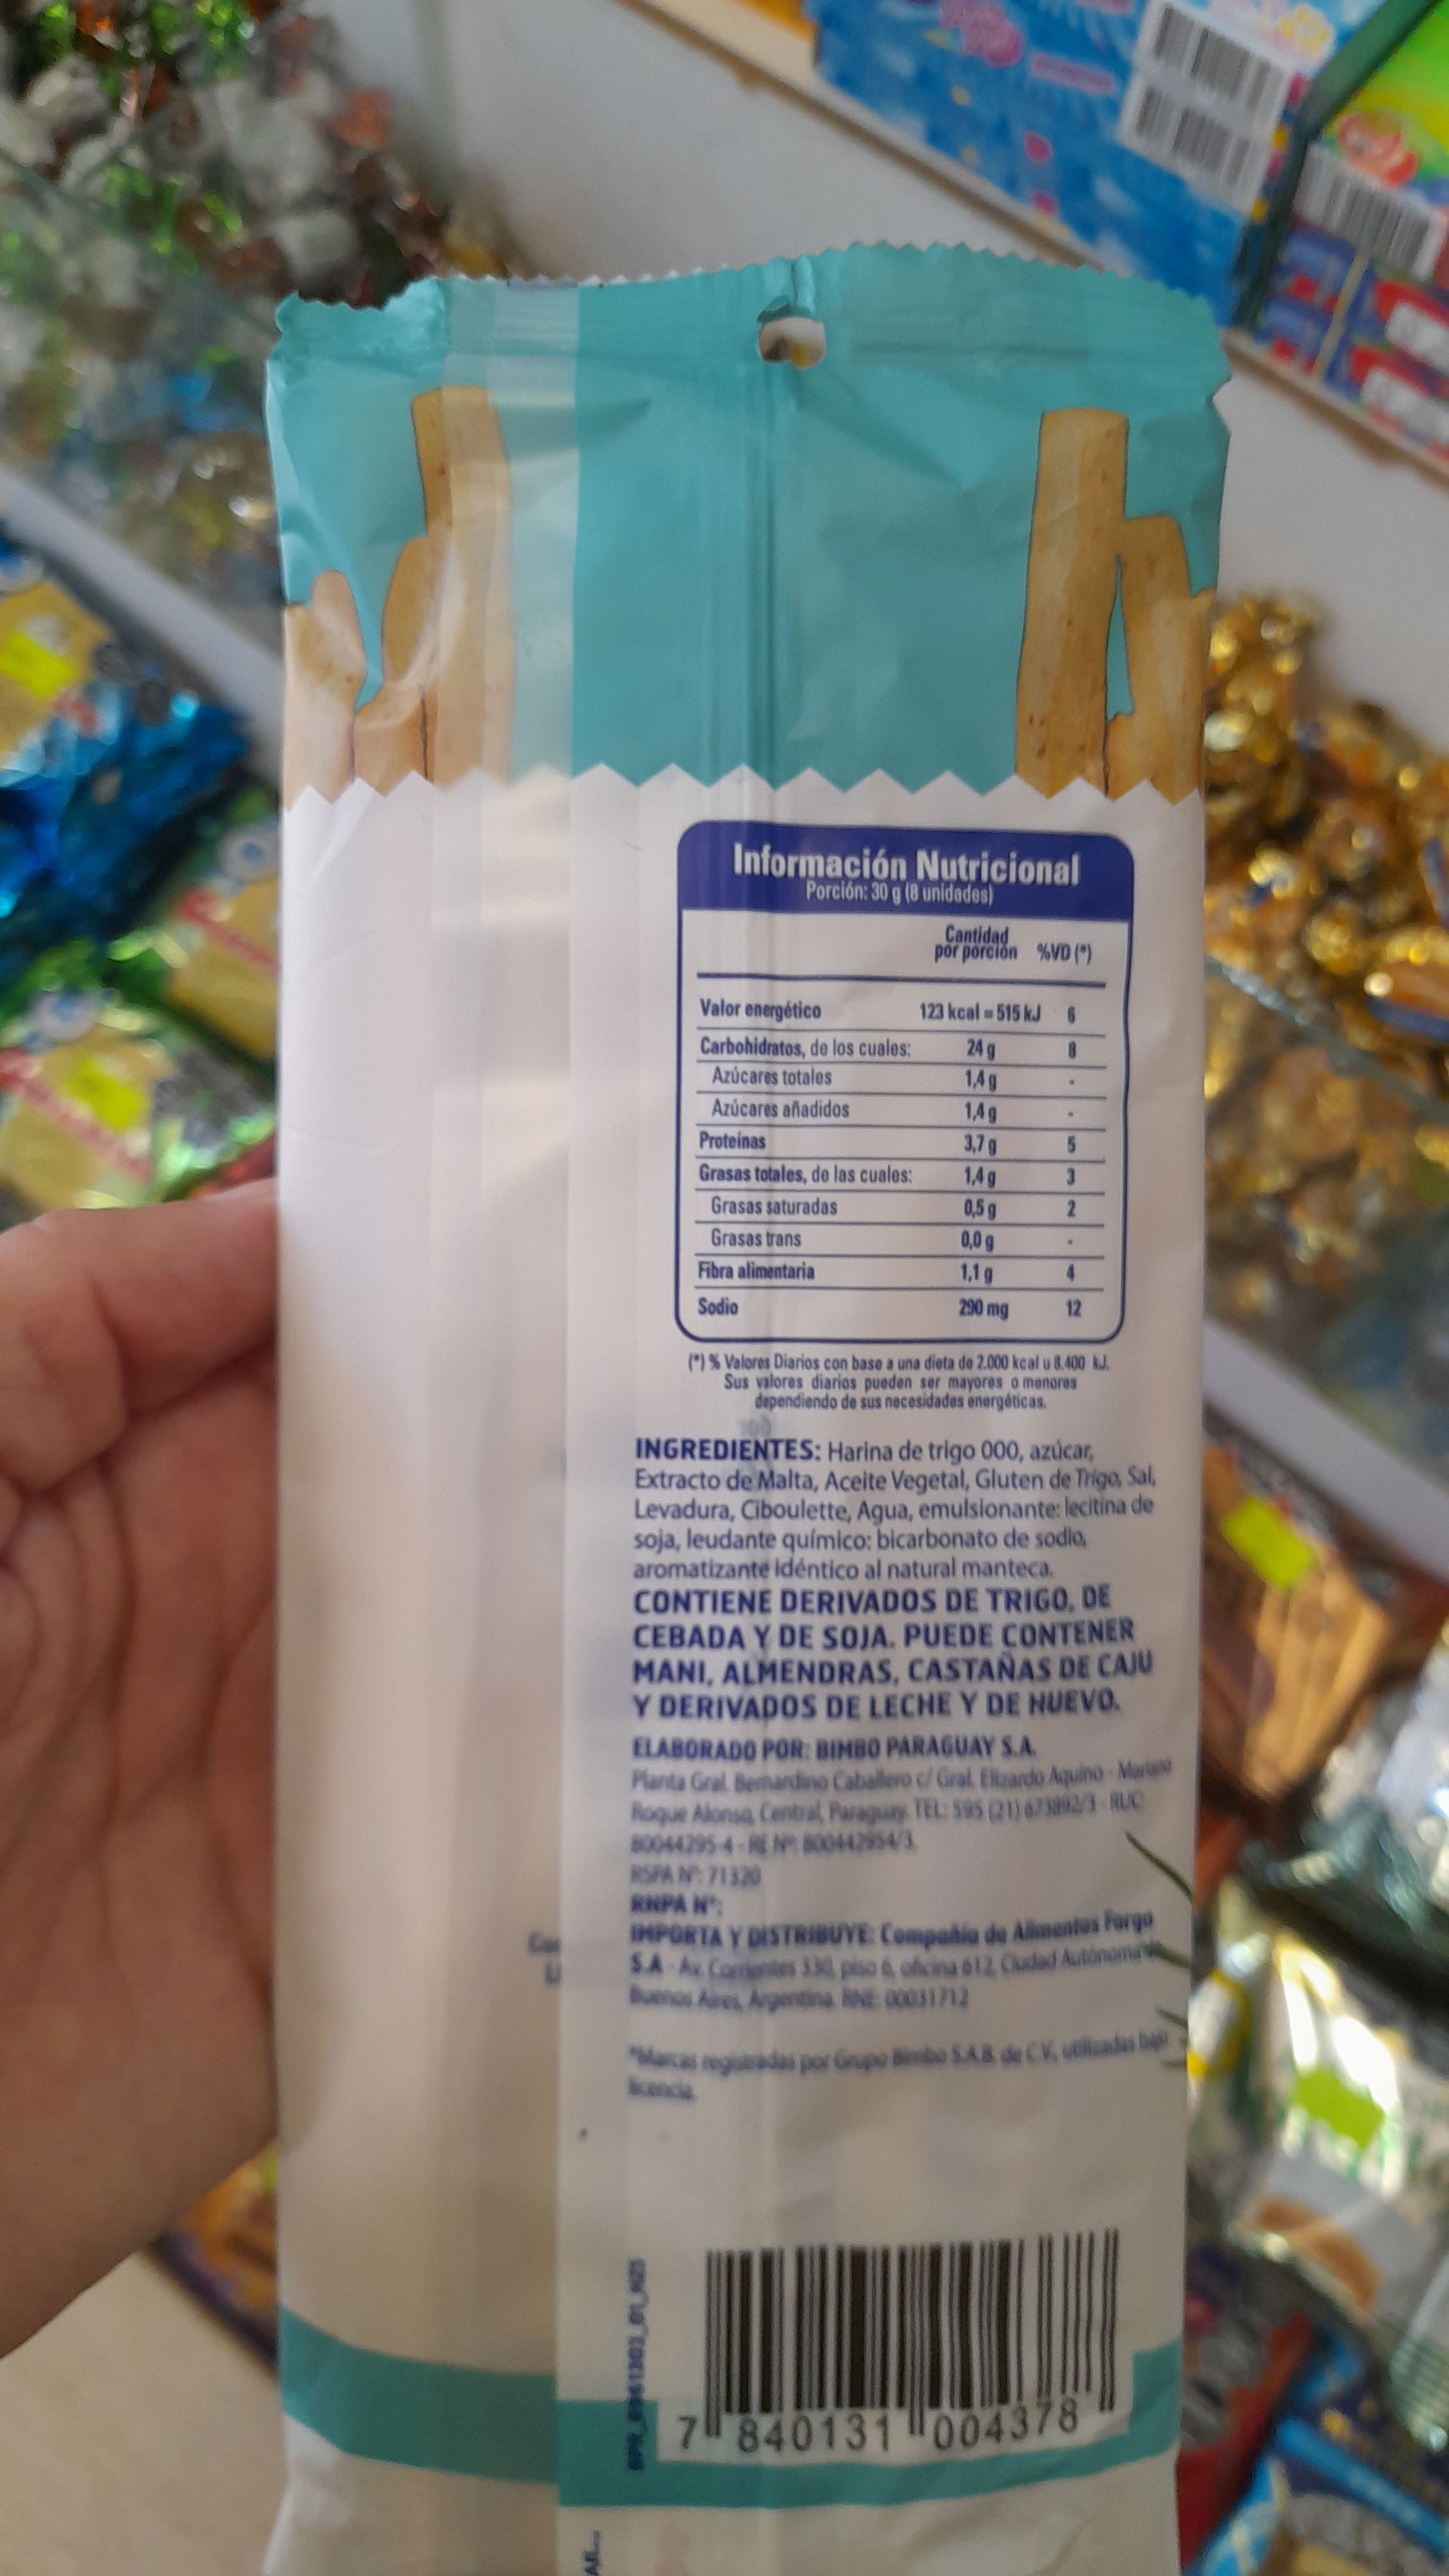 Información Nutricional
Porción: 30 g (8 unidades)
Cantidad
por porción %VD (*)
Valor energético 123 kcal = 515 kJ 6
Carbohidratos, de los cuales: 24 g 8
Azúcares totales 1,4 g -
Azúcares añadidos 1,4 g -
Proteínas 3,7 g 5
Grasas totales, de las cuales: 1,4 g 3
Grasas saturadas 0,5 g 2
Grasas trans 0,0 g -
Fibra alimentaria 1,1 g 4
Sodio 290 mg 12
(*) % Valores Diarios con base a una dieta de 2.000 kcal u 8.400 kJ.
Sus valores diarios pueden ser mayores o menores
dependiendo de sus necesidades energéticas.
INGREDIENTES: Harina de trigo 000, azúcar,
Extracto de Malta, Aceite Vegetal, Gluten de Trigo, Sal,
Levadura, Ciboulette, Agua, emulsionante: lecitina de
soja, leudante químico: bicarbonato de sodio,
aromatizante idéntico al natural manteca.
CONTIENE DERIVADOS DE TRIGO, DE
CEBADA Y DE SOJA. PUEDE CONTENER
MANI, ALMENDRAS, CASTAÑAS DE CAJU
Y DERIVADOS DE LECHE Y DE HUEVO.
ELABORADO POR: BIMBO PARAGUAY S.A.
Planta Gral. Bernardino Caballero c/ Gral. Elizardo Aquino - Mariano
Roque Alonso, Central, Paraguay. TEL: 595 (21) 673892/3 - RUC
80044295-4 - RE Nº: 800442954/3.
RSPA Nº: 71320
RNPA Nº:
IMPORTA Y DISTRIBUYE: Compañía de Alimentos Fargo
S.A - Av. Corrientes 330, piso 6, oficina 612, Ciudad Autónoma de
Buenos Aires, Argentina. RNE: 00031712
*Marcas registradas por Grupo Bimbo S.A.B. de C.V., utilizadas bajo
licencia.
7 840131 004378